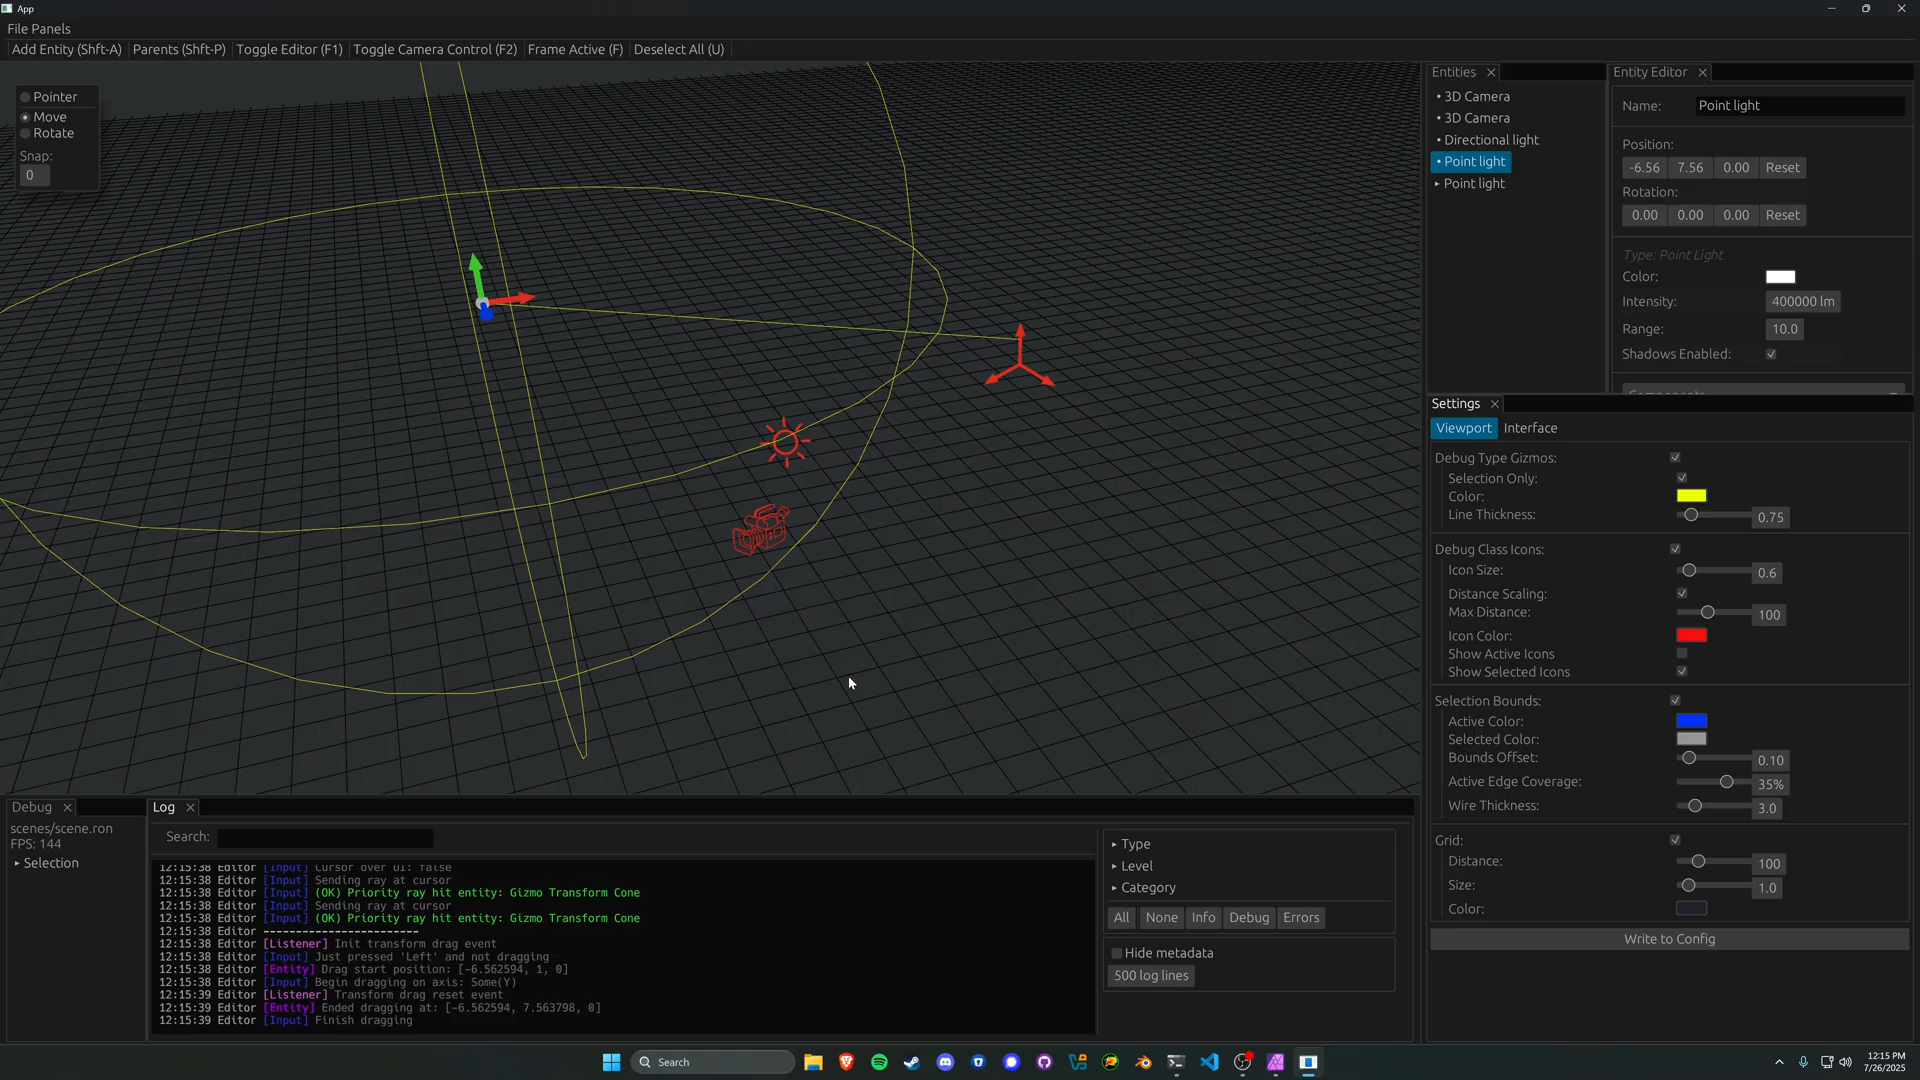 App
File Panels
Add Entity (Shft-A) Parents (Shft-P) Toggle Editor (F1) Toggle Camera Control (F2) Frame Active (F) Deselect All (U)
Pointer
Move
Rotate
Snap:
0
Entities
3D Camera
3D Camera
Directional light
Point light
Point light
Entity Editor
Name: Point light
Position:
-6.56 7.56 0.00 Reset
Rotation:
0.00 0.00 0.00 Reset
Type: Point Light
Color:
Intensity: 400000 lm
Range: 10.0
Shadows Enabled:
Settings
Viewport Interface
Debug Type Gizmos:
Selection Only:
Color:
Line Thickness: 0.75
Debug Class Icons:
Icon Size: 0.6
Distance Scaling:
Max Distance: 100
Icon Color:
Show Active Icons
Show Selected Icons
Selection Bounds:
Active Color:
Selected Color:
Bounds Offset: 0.10
Active Edge Coverage: 35%
Wire Thickness: 3.0
Grid:
Distance: 100
Size: 1.0
Color:
Write to Config
Debug
scenes/scene.ron
FPS: 144
Selection
Log
Search:
12:15:38 Editor [Input] Cursor over UI: false
12:15:38 Editor [Input] Sending ray at cursor
12:15:38 Editor [Input] (OK) Priority ray hit entity: Gizmo Transform Cone
12:15:38 Editor [Input] Sending ray at cursor
12:15:38 Editor [Input] (OK) Priority ray hit entity: Gizmo Transform Cone
12:15:38 Editor ------------------------
12:15:38 Editor [Listener] Init transform drag event
12:15:38 Editor [Input] Just pressed 'Left' and not dragging
12:15:38 Editor [Entity] Drag start position: [-6.562594, 1, 0]
12:15:38 Editor [Input] Begin dragging on axis: Some(Y)
12:15:39 Editor [Listener] Transform drag reset event
12:15:39 Editor [Entity] Ended dragging at: [-6.562594, 7.563798, 0]
12:15:39 Editor [Input] Finish dragging
Type
Level
Category
All None Info Debug Errors
Hide metadata
500 log lines
Search
12:15 PM
7/26/2025